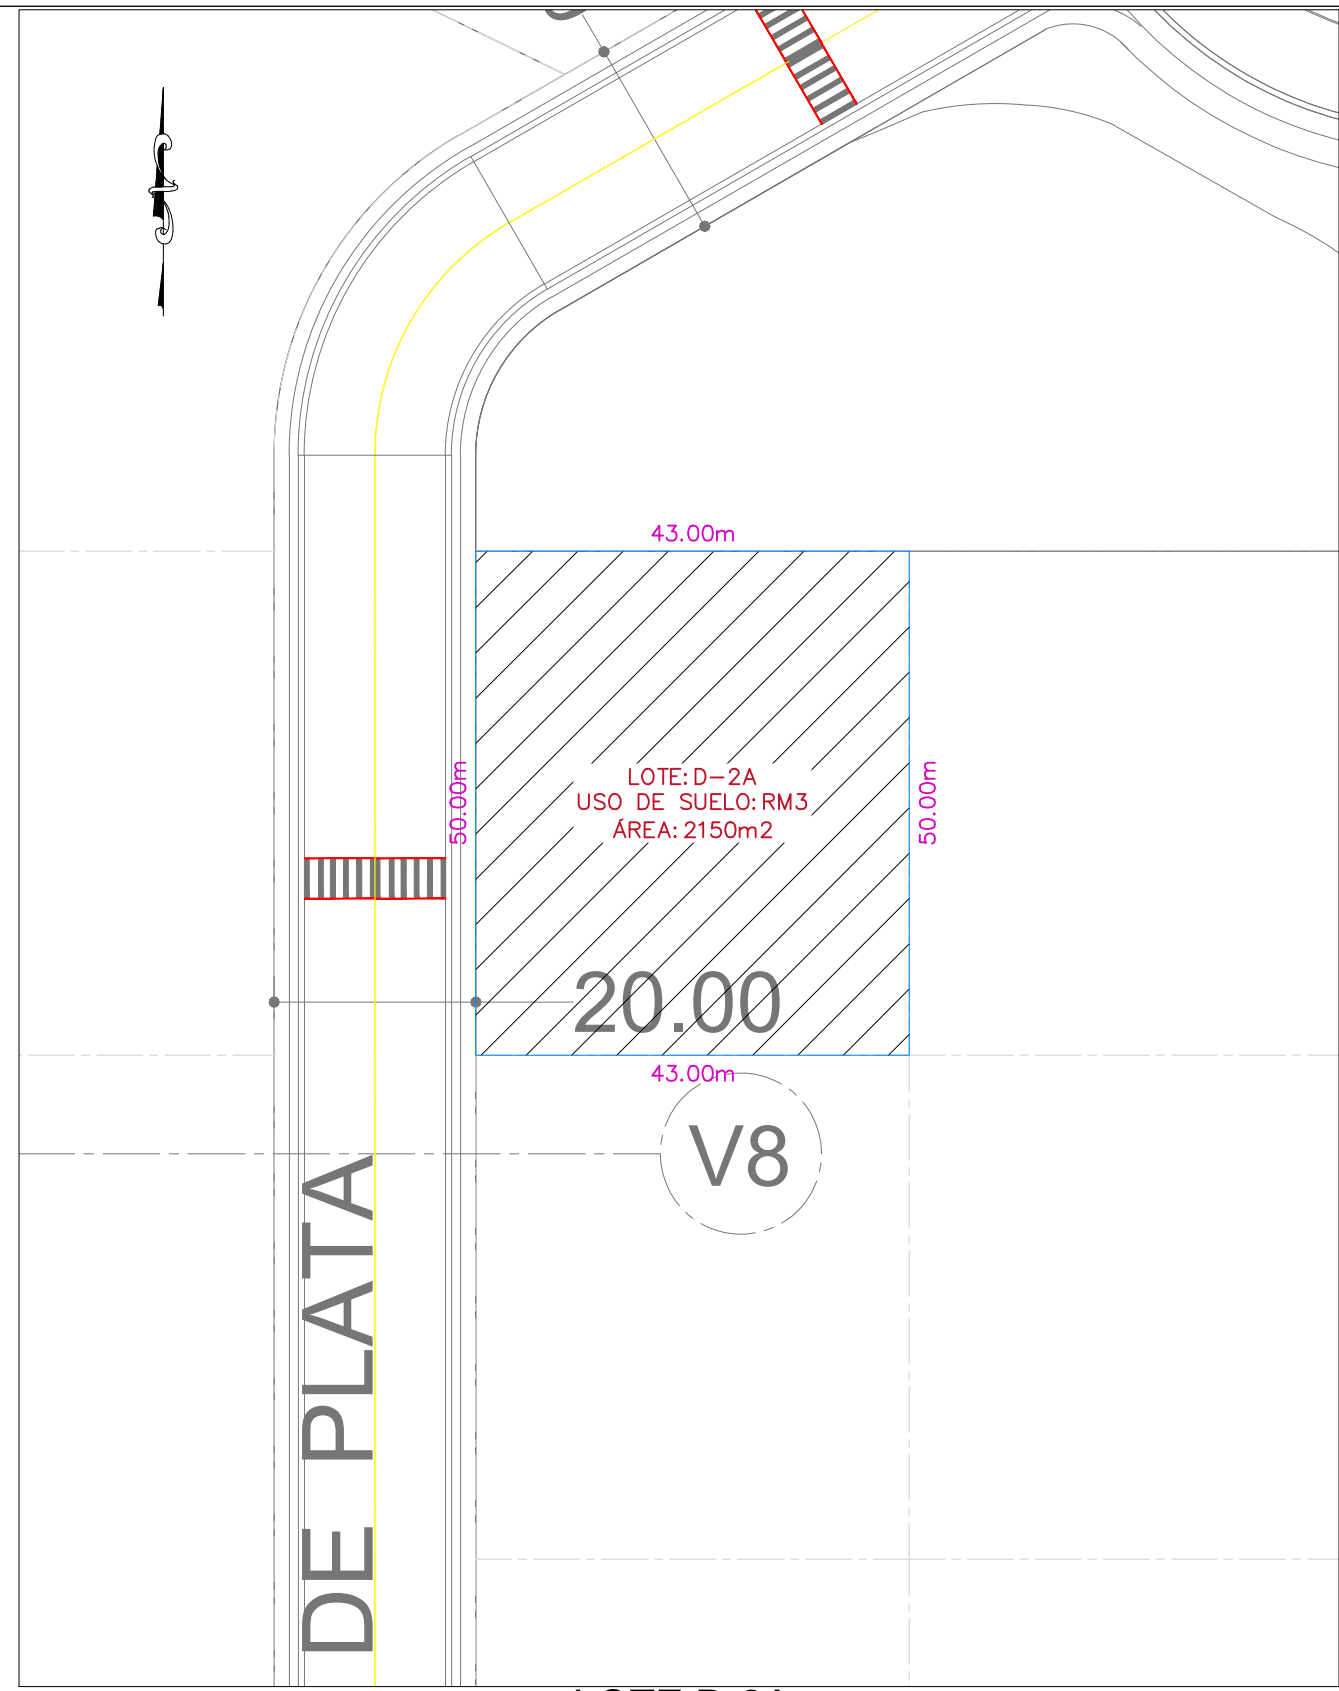 43.00m
50.00m
LOTE: D-2A
USO DE SUELO: RM3
ÁREA: 2150m2
50.00m
20.00
43.00m
V8
DE PLATA